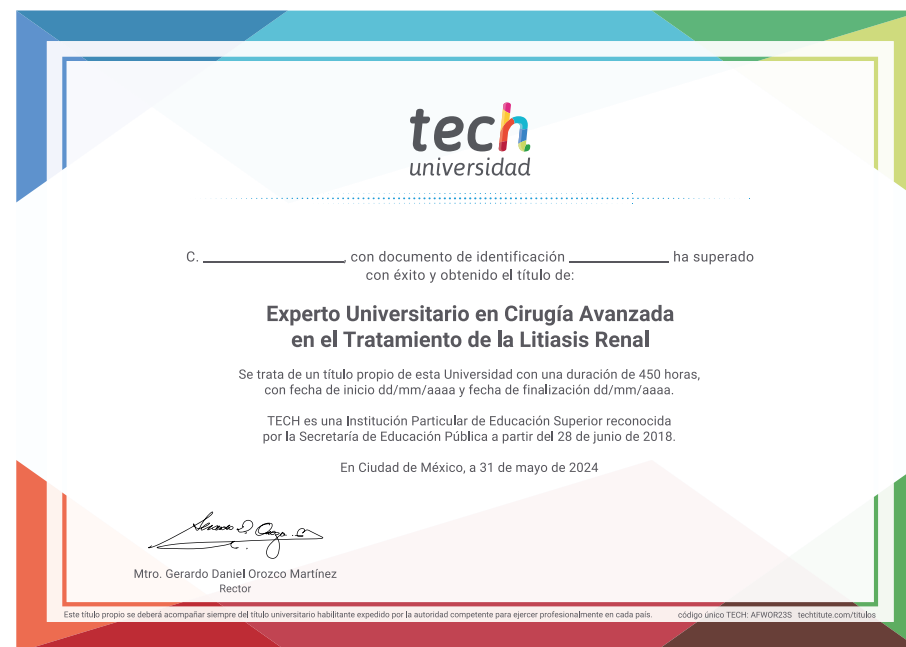 tech
universidad
C. ____________________, con documento de identificación ______________ ha superado
con éxito y obtenido el título de:
Experto Universitario en Cirugía Avanzada
en el Tratamiento de la Litiasis Renal
Se trata de un título propio de esta Universidad con una duración de 450 horas,
con fecha de inicio dd/mm/aaaa y fecha de finalización dd/mm/aaaa.
TECH es una Institución Particular de Educación Superior reconocida
por la Secretaría de Educación Pública a partir del 28 de junio de 2018.
En Ciudad de México, a 31 de mayo de 2024
Mtro. Gerardo Daniel Orozco Martínez
Rector
Este título propio se deberá acompañar siempre del título universitario habilitante expedido por la autoridad competente para ejercer profesionalmente en cada país. código único TECH: AFWOR23S techtitute.com/titulos